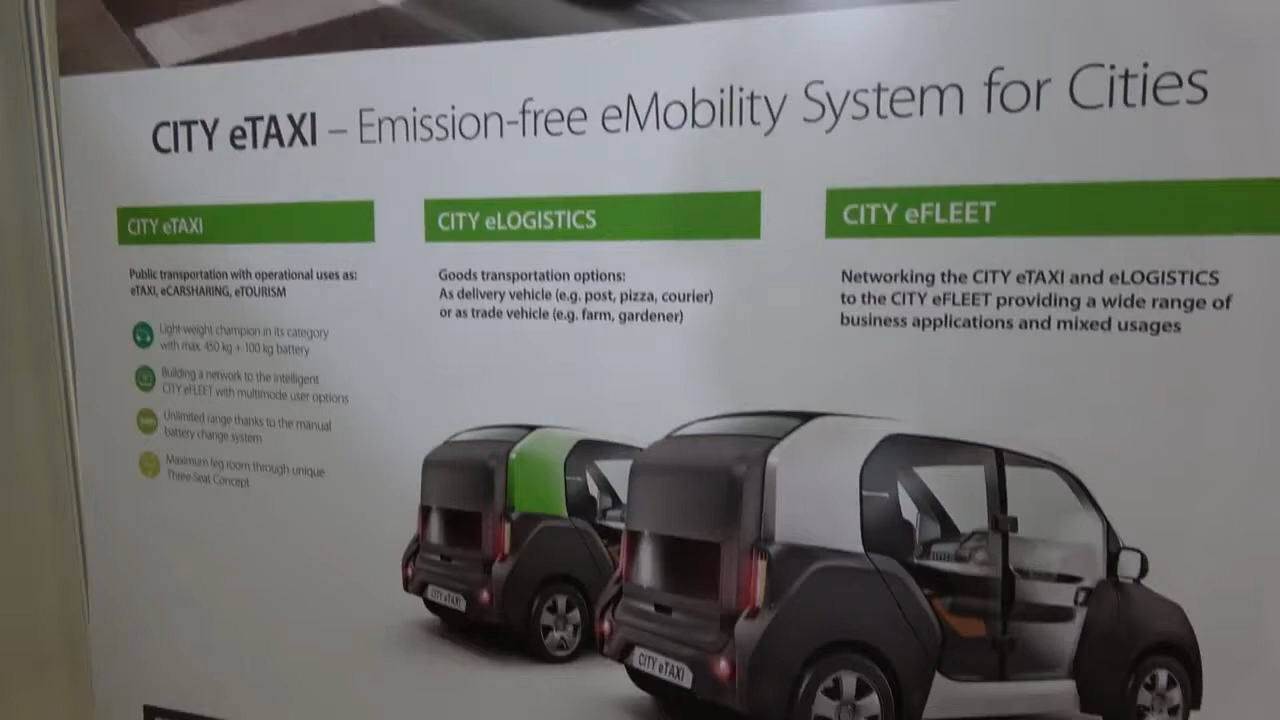 CITY eTAXI – Emission-free eMobility System for Cities
CITY eTAXI
Public transportation with operational uses as:
eTAXI, eCARSHARING, eTOURISM
Light-weight champion in its category
with max. 450 kg + 100 kg battery
Building a network to the intelligent
CITY eFLEET with multimode user options
Unlimited range thanks to the manual
battery change system
Maximum leg room through unique
Three-Seat Concept
CITY eLOGISTICS
Goods transportation options:
As delivery vehicle (e.g. post, pizza, courier)
or as trade vehicle (e.g. farm, gardener)
CITY eFLEET
Networking the CITY eTAXI and eLOGISTICS
to the CITY eFLEET providing a wide range of
business applications and mixed usages
CITY eTAXI
CITY eTAXI